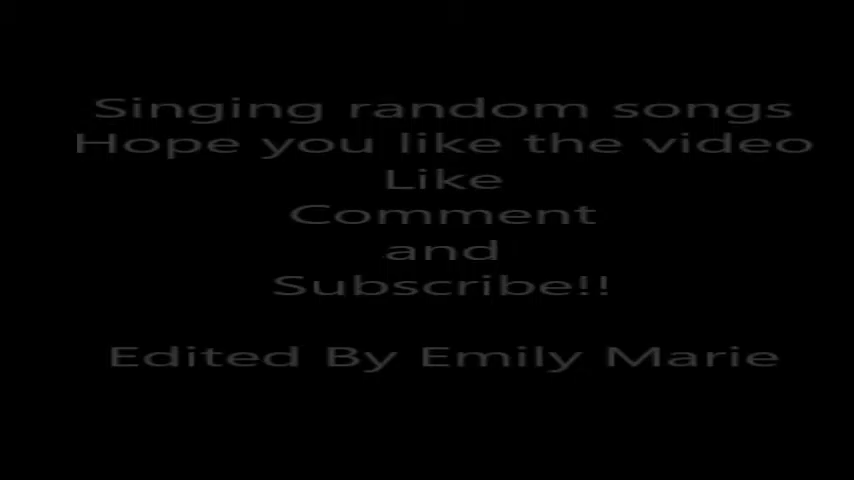 Singing random songs
Hope you like the video
Like
Comment
and
Subscribe!!
Edited By Emily Marie